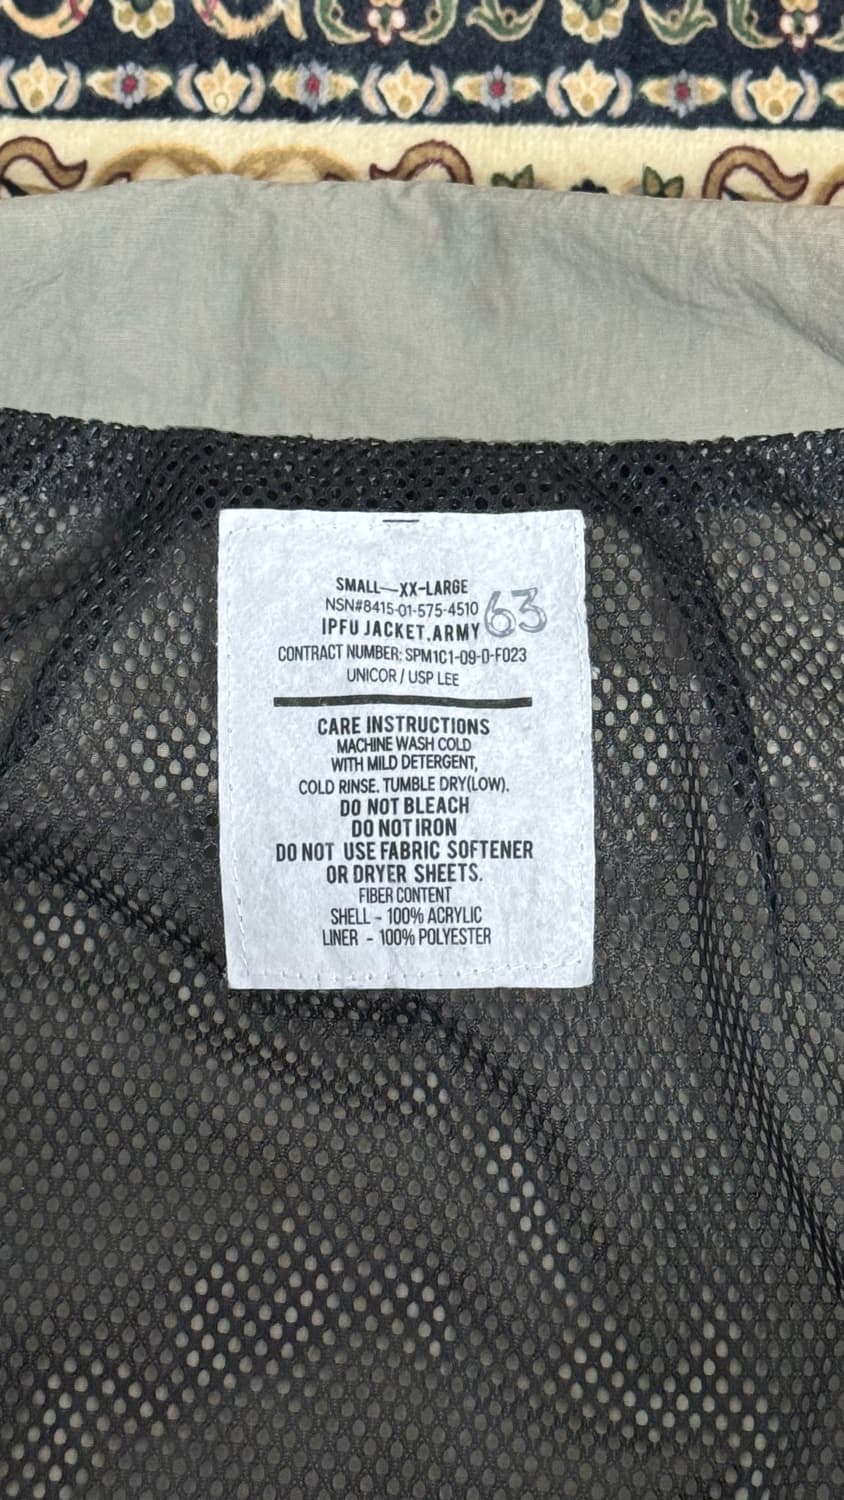 SMALL—XX-LARGE
NSN#8415-01-575-4510
63
IPFU JACKET.ARMY
CONTRACT NUMBER: SPM1C1-09-D-F023
UNICOR / USP LEE
CARE INSTRUCTIONS
MACHINE WASH COLD
WITH MILD DETERGENT,
COLD RINSE. TUMBLE DRY(LOW).
DO NOT BLEACH
DO NOT IRON
DO NOT USE FABRIC SOFTENER
OR DRYER SHEETS.
FIBER CONTENT
SHELL - 100% ACRYLIC
LINER - 100% POLYESTER